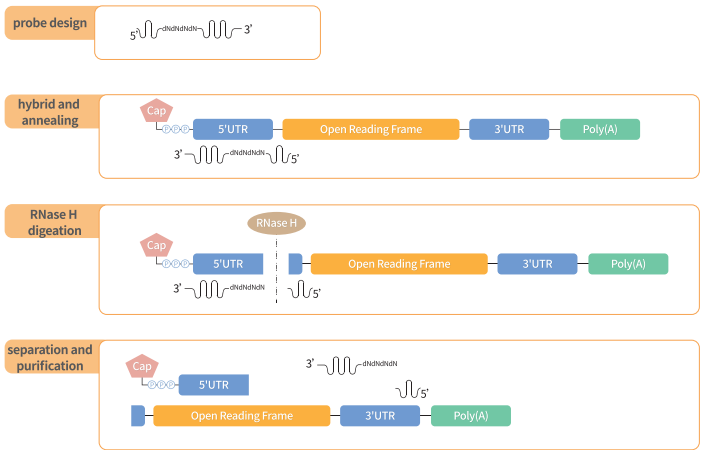 probe design
5' dNdNdNdN 3'
hybrid and
annealing
Cap
P P P 5'UTR Open Reading Frame 3'UTR Poly(A)
3' dNdNdNdN 5'
RNase H
digeation
RNase H
Cap
P P P 5'UTR Open Reading Frame 3'UTR Poly(A)
3' dNdNdNdN 5'
separation and
purification
Cap
3' dNdNdNdN
P P P 5'UTR
5'
Open Reading Frame 3'UTR Poly(A)